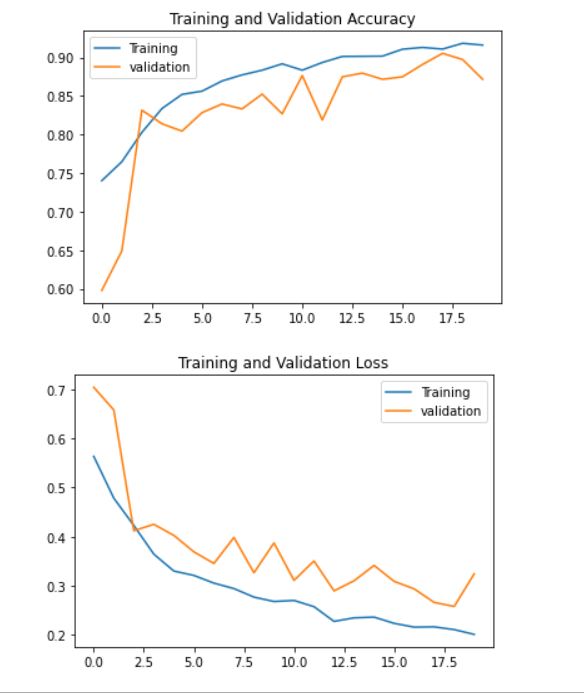 Training and Validation Accuracy
Training
validation
0.90
0.85
0.80
0.75
0.70
0.65
0.60
0.0 2.5 5.0 7.5 10.0 12.5 15.0 17.5
Training and Validation Loss
Training
validation
0.7
0.6
0.5
0.4
0.3
0.2
0.0 2.5 5.0 7.5 10.0 12.5 15.0 17.5